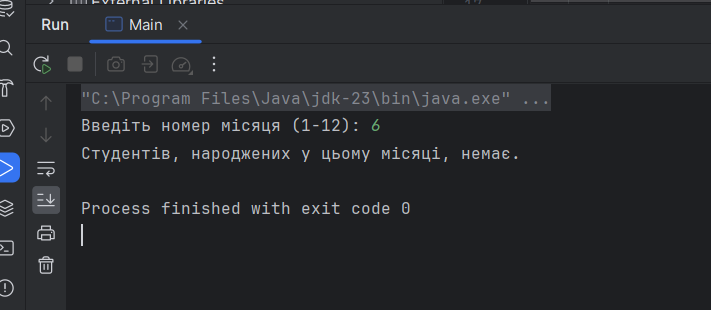 External Libraries
Run
Main
"C:\Program Files\Java\jdk-23\bin\java.exe" ...
Введіть номер місяця (1-12): 6
Студентів, народжених у цьому місяці, немає.
Process finished with exit code 0